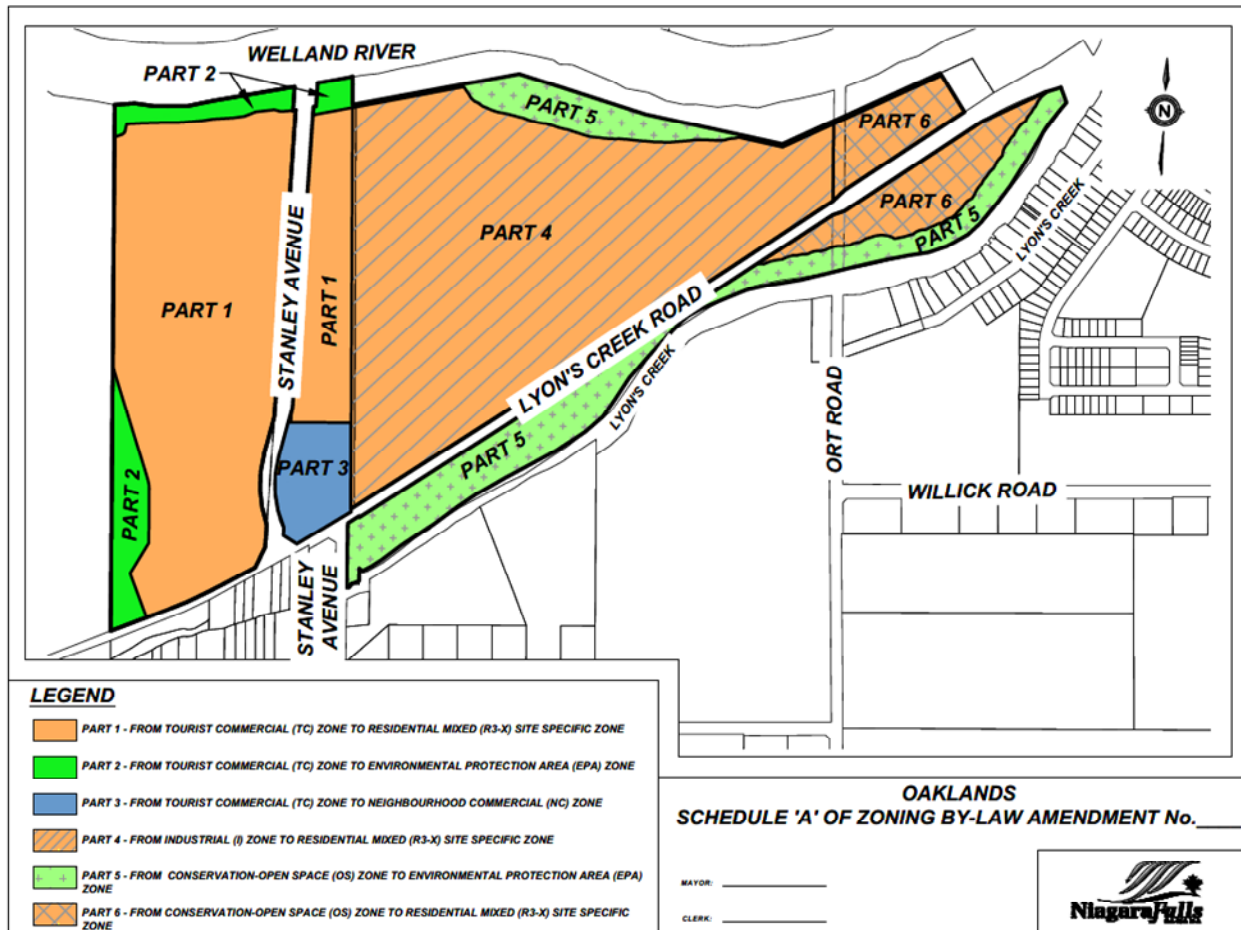 WELLAND RIVER
PART 2
PART 5
PART 6
N
PART 6
PART 4
STANLEY AVENUE
PART 1
PART 1
PART 5
LYON'S CREEK
LYON'S CREEK ROAD
LYON'S CREEK
ORT ROAD
PART 3
PART 5
PART 2
WILLICK ROAD
STANLEY
AVENUE
LEGEND
PART 1 - FROM TOURIST COMMERCIAL (TC) ZONE TO RESIDENTIAL MIXED (R3-X) SITE SPECIFIC ZONE
PART 2 - FROM TOURIST COMMERCIAL (TC) ZONE TO ENVIRONMENTAL PROTECTION AREA (EPA) ZONE
PART 3 - FROM TOURIST COMMERCIAL (TC) ZONE TO NEIGHBOURHOOD COMMERCIAL (NC) ZONE
PART 4 - FROM INDUSTRIAL (I) ZONE TO RESIDENTIAL MIXED (R3-X) SITE SPECIFIC ZONE
PART 5 - FROM CONSERVATION-OPEN SPACE (OS) ZONE TO ENVIRONMENTAL PROTECTION AREA (EPA)
ZONE
PART 6 - FROM CONSERVATION-OPEN SPACE (OS) ZONE TO RESIDENTIAL MIXED (R3-X) SITE SPECIFIC
ZONE
OAKLANDS
SCHEDULE 'A' OF ZONING BY-LAW AMENDMENT No.____
MAYOR:
CLERK:
NiagaraFalls